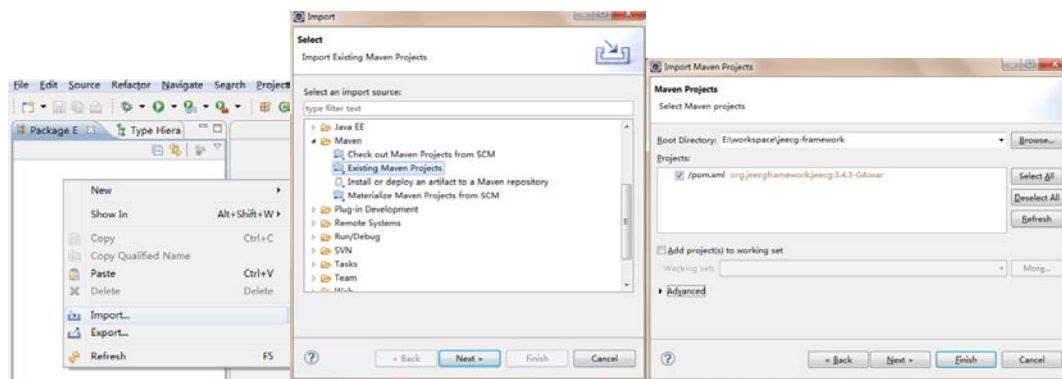 File Edit Source Refactor Navigate Search Project
Package E Type Hiera
New
Show In Alt+Shift+W
Copy Ctrl+C
Copy Qualified Name
Paste Ctrl+V
Delete Delete
Import...
Export...
Refresh F5
Import
Select
Import Existing Maven Projects
Select an import source:
type filter text
Java EE
Maven
Check out Maven Projects from SCM
Existing Maven Projects
Install or deploy an artifact to a Maven repository
Materialize Maven Projects from SCM
Plug-in Development
Remote Systems
Run/Debug
SVN
Tasks
Team
Web
< Back Next > Finish Cancel
Import Maven Projects
Maven Projects
Select Maven projects
Root Directory: E:\workspace\jeecg-framework Browse...
Projects:
/pom.xml org.jeecgframework:jeecg:3.4.3-GA:war
Select All
Deselect All
Refresh
Add project(s) to working set
Working set: More...
Advanced
< Back Next > Finish Cancel